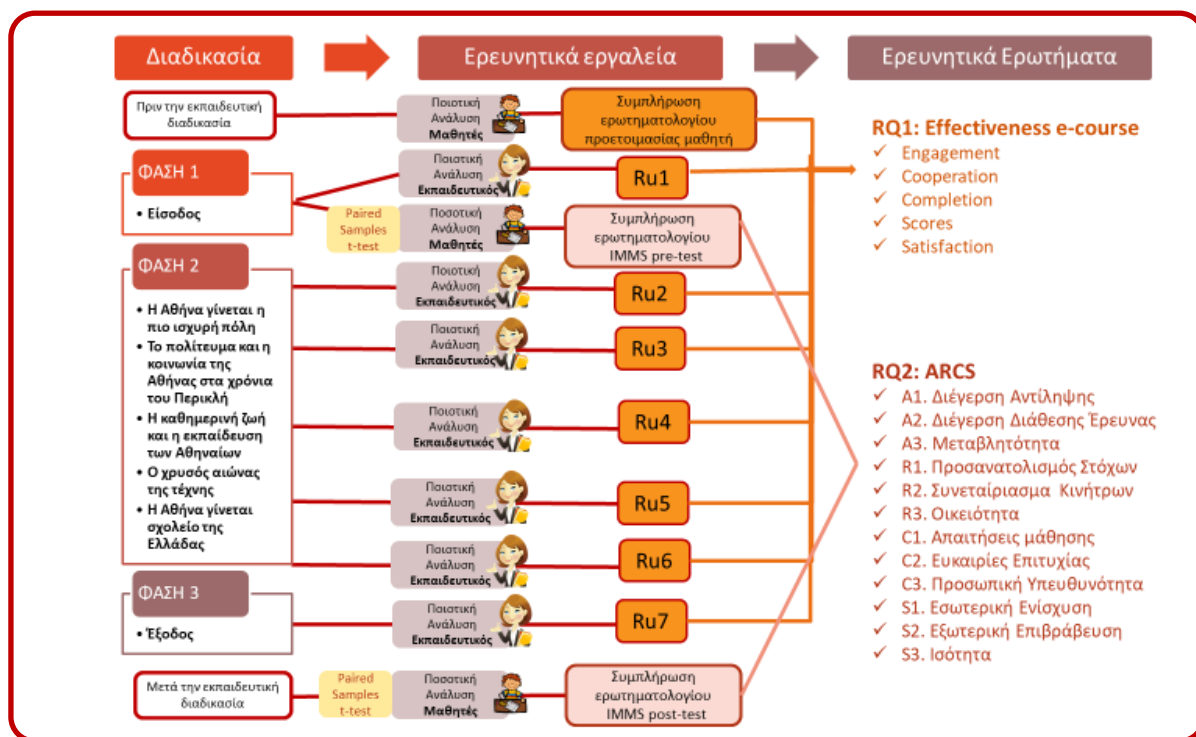 Διαδικασία
Ερευνητικά εργαλεία
Ερευνητικά Ερωτήματα
Πριν την εκπαιδευτική
διαδικασία
Ποιοτική
Ανάλυση
Μαθητές
Συμπλήρωση
ερωτηματολογίου
προετοιμασίας μαθητή
ΦΑΣΗ 1
• Είσοδος
Ποιοτική
Ανάλυση
Εκπαιδευτικός
Ru1
Paired
Samples
t-test
Ποσοτική
Ανάλυση
Μαθητές
Συμπλήρωση
ερωτηματολογίου
IMMS pre-test
ΦΑΣΗ 2
• Η Αθήνα γίνεται η
πιο ισχυρή πόλη
• Το πολίτευμα και η
κοινωνία της
Αθήνας στα χρόνια
του Περικλή
• Η καθημερινή ζωή
και η εκπαίδευση
των Αθηναίων
• Ο χρυσός αιώνας
της τέχνης
• Η Αθήνα γίνεται
σχολείο της
Ελλάδας
Ποιοτική
Ανάλυση
Εκπαιδευτικός
Ru2
Ποιοτική
Ανάλυση
Εκπαιδευτικός
Ru3
Ποιοτική
Ανάλυση
Εκπαιδευτικός
Ru4
Ποιοτική
Ανάλυση
Εκπαιδευτικός
Ru5
Ποιοτική
Ανάλυση
Εκπαιδευτικός
Ru6
ΦΑΣΗ 3
• Έξοδος
Ποιοτική
Ανάλυση
Εκπαιδευτικός
Ru7
Μετά την εκπαιδευτική
διαδικασία
Paired
Samples
t-test
Ποσοτική
Ανάλυση
Μαθητές
Συμπλήρωση
ερωτηματολογίου
IMMS post-test
RQ1: Effectiveness e-course
✓ Engagement
✓ Cooperation
✓ Completion
✓ Scores
✓ Satisfaction
RQ2: ARCS
✓ A1. Διέγερση Αντίληψης
✓ A2. Διέγερση Διάθεσης Έρευνας
✓ A3. Μεταβλητότητα
✓ R1. Προσανατολισμός Στόχων
✓ R2. Συνεταίριασμα Κινήτρων
✓ R3. Οικειότητα
✓ C1. Απαιτήσεις μάθησης
✓ C2. Ευκαιρίες Επιτυχίας
✓ C3. Προσωπική Υπευθυνότητα
✓ S1. Εσωτερική Ενίσχυση
✓ S2. Εξωτερική Επιβράβευση
✓ S3. Ισότητα